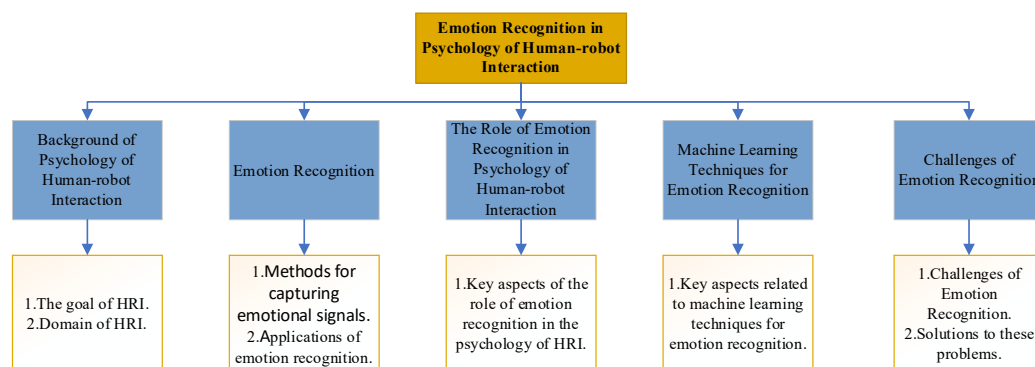 Emotion Recognition in
Psychology of Human-robot
Interaction
Background of
Psychology of
Human-robot
Interaction
Emotion Recognition
The Role of Emotion
Recognition in
Psychology of
Human-robot
Interaction
Machine Learning
Techniques for
Emotion Recognition
Challenges of
Emotion Recognition
1.The goal of HRI.
2.Domain of HRI.
1.Methods for
capturing
emotional signals.
2.Applications of
emotion recognition.
1.Key aspects of the
role of emotion
recognition in the
psychology of HRI.
1.Key aspects related
to machine learning
techniques for
emotion recognition.
1.Challenges of
Emotion
Recognition.
2.Solutions to these
problems.